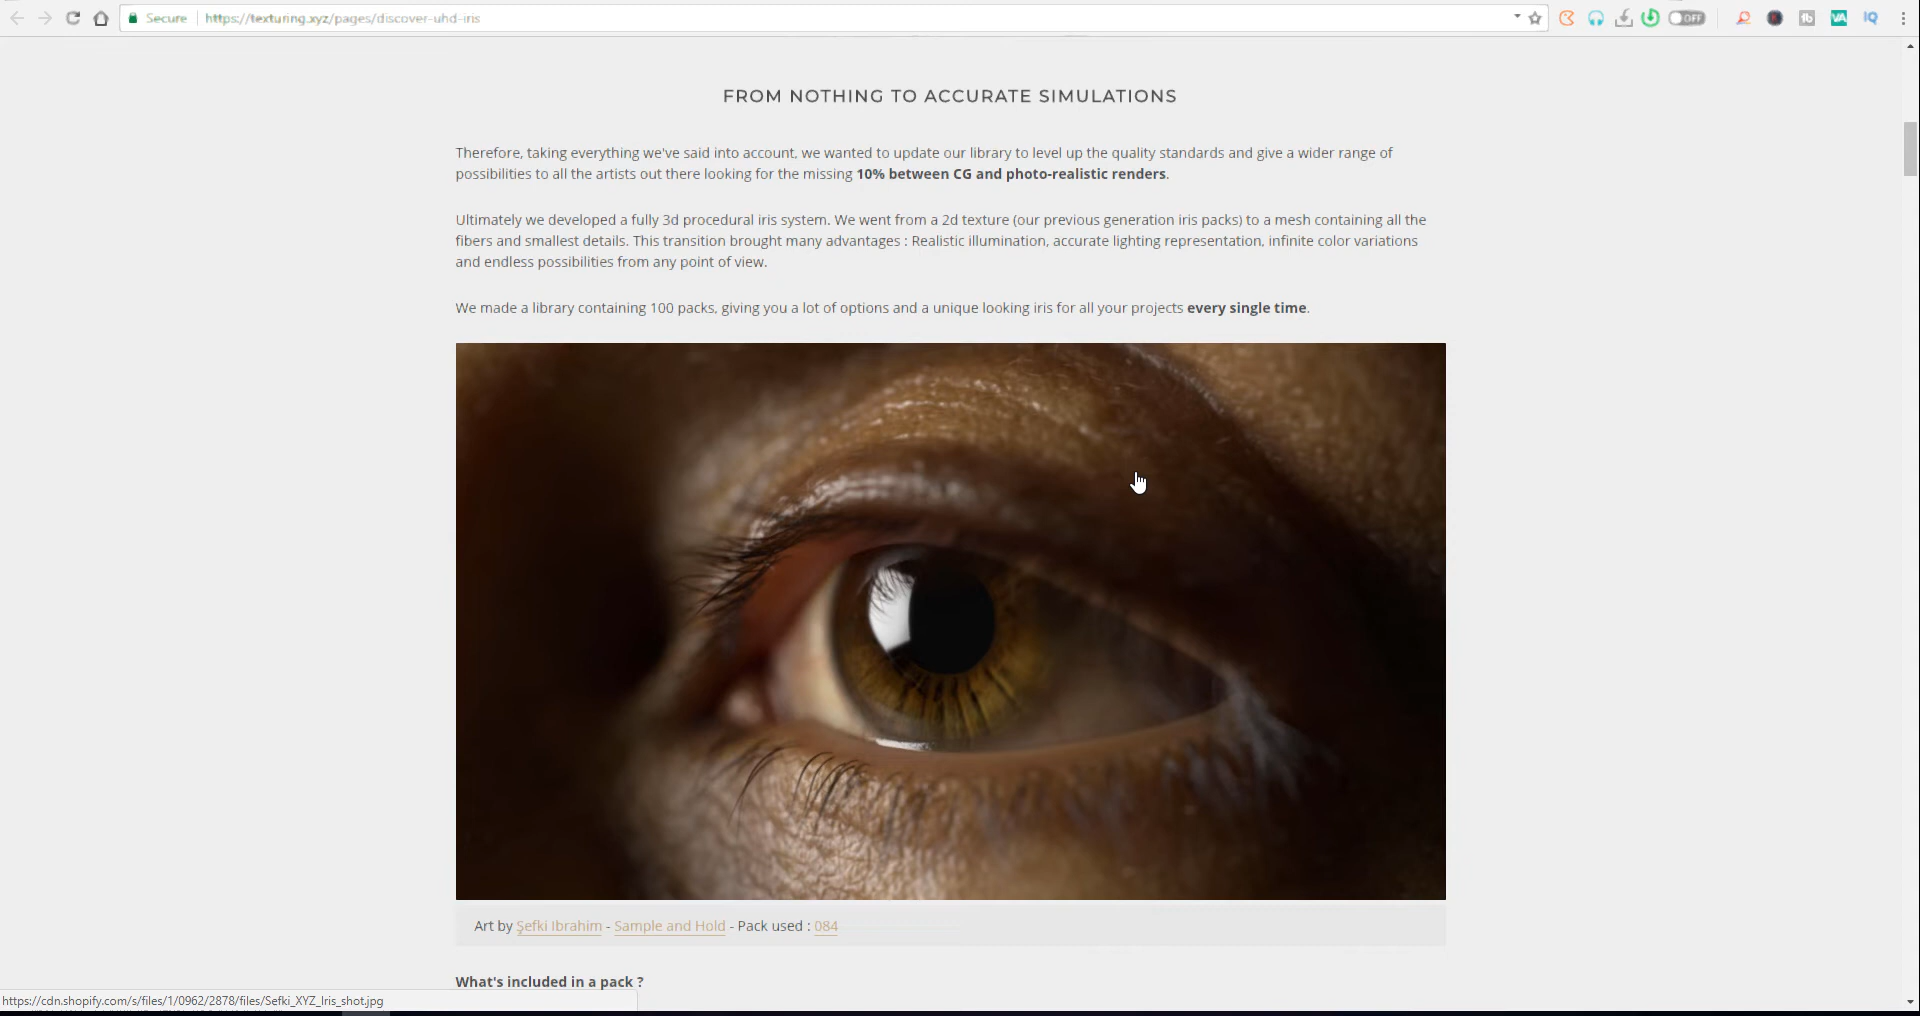 Secure https://texturing.xyz/pages/discover-uhd-iris
OFF
tb
VA
IQ
FROM NOTHING TO ACCURATE SIMULATIONS
Therefore, taking everything we've said into account, we wanted to update our library to level up the quality standards and give a wider range of
possibilities to all the artists out there looking for the missing 10% between CG and photo-realistic renders.
Ultimately we developed a fully 3d procedural iris system. We went from a 2d texture (our previous generation iris packs) to a mesh containing all the
fibers and smallest details. This transition brought many advantages : Realistic illumination, accurate lighting representation, infinite color variations
and endless possibilities from any point of view.
We made a library containing 100 packs, giving you a lot of options and a unique looking iris for all your projects every single time.
Art by Şefki Ibrahim - Sample and Hold - Pack used : 084
What's included in a pack ?
https://cdn.shopify.com/s/files/1/0962/2878/files/Sefki_XYZ_Iris_shot.jpg